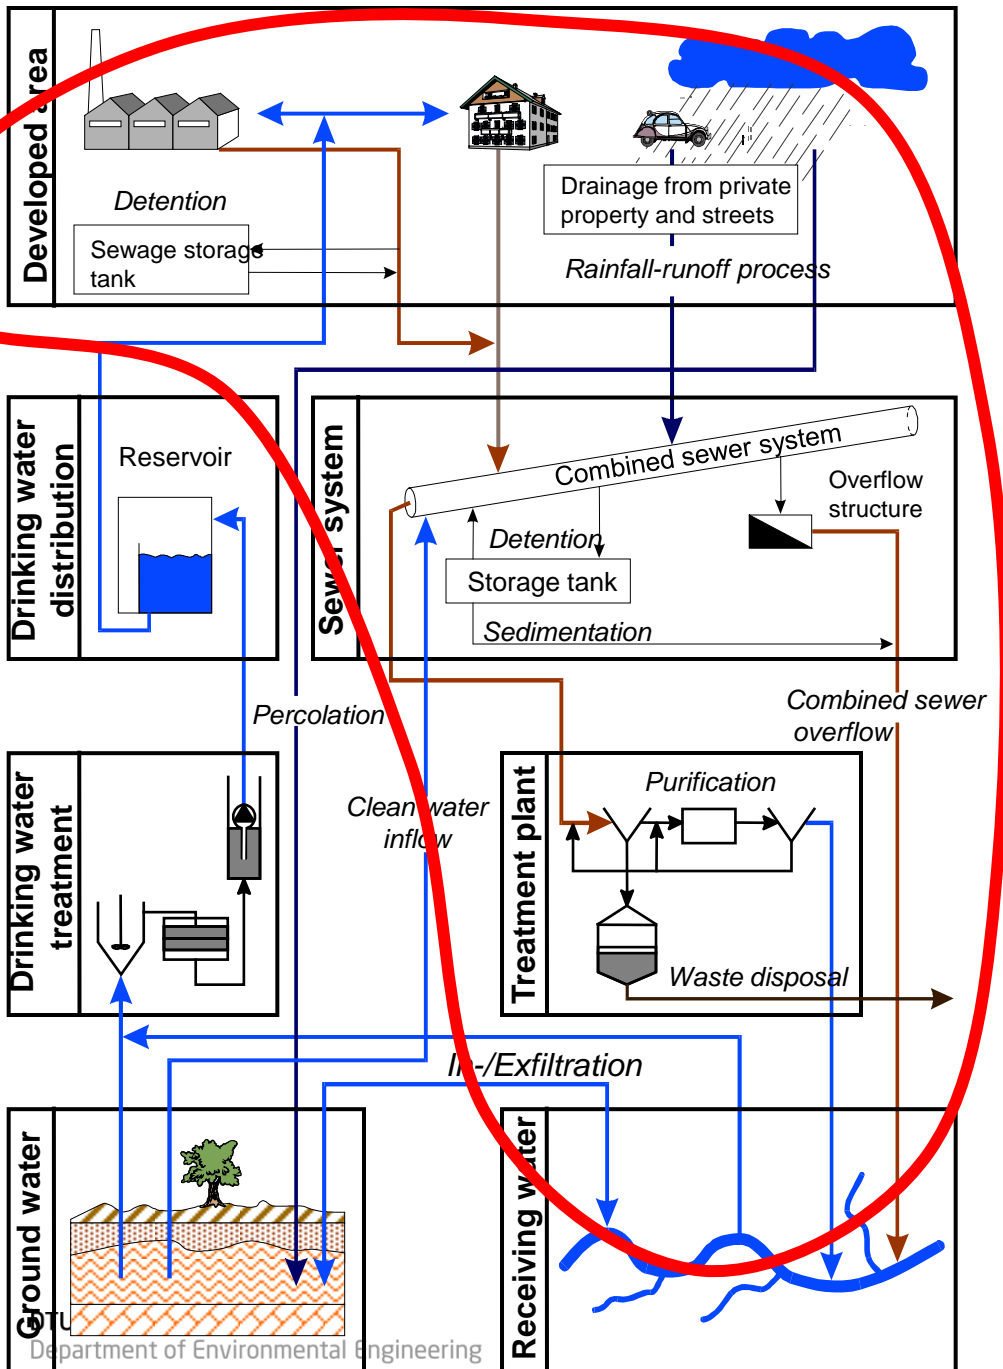 Developed area
Detention
Sewage storage
tank
Drainage from private
property and streets
Rainfall-runoff process
Drinking water
distribution
Reservoir
Sewer system
Combined sewer system
Overflow
structure
Detention
Storage tank
Sedimentation
Percolation
Combined sewer
overflow
Drinking water
treatment
Clean water
inflow
Treatment plant
Purification
Waste disposal
In-/Exfiltration
Ground water
Receiving water
DTU
Department of Environmental Engineering